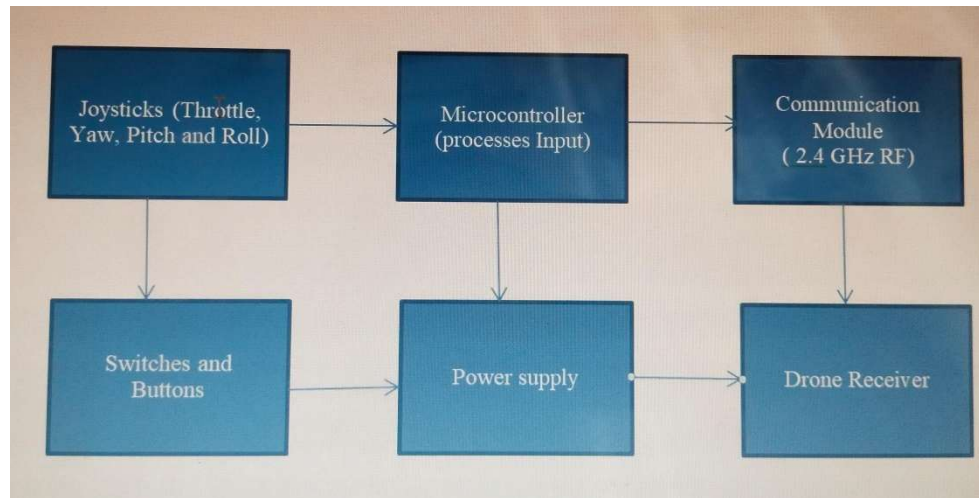 Joysticks (Throttle,
Yaw, Pitch and Roll)
Microcontroller
(processes Input)
Communication
Module
( 2.4 GHz RF)
Switches and
Buttons
Power supply
Drone Receiver